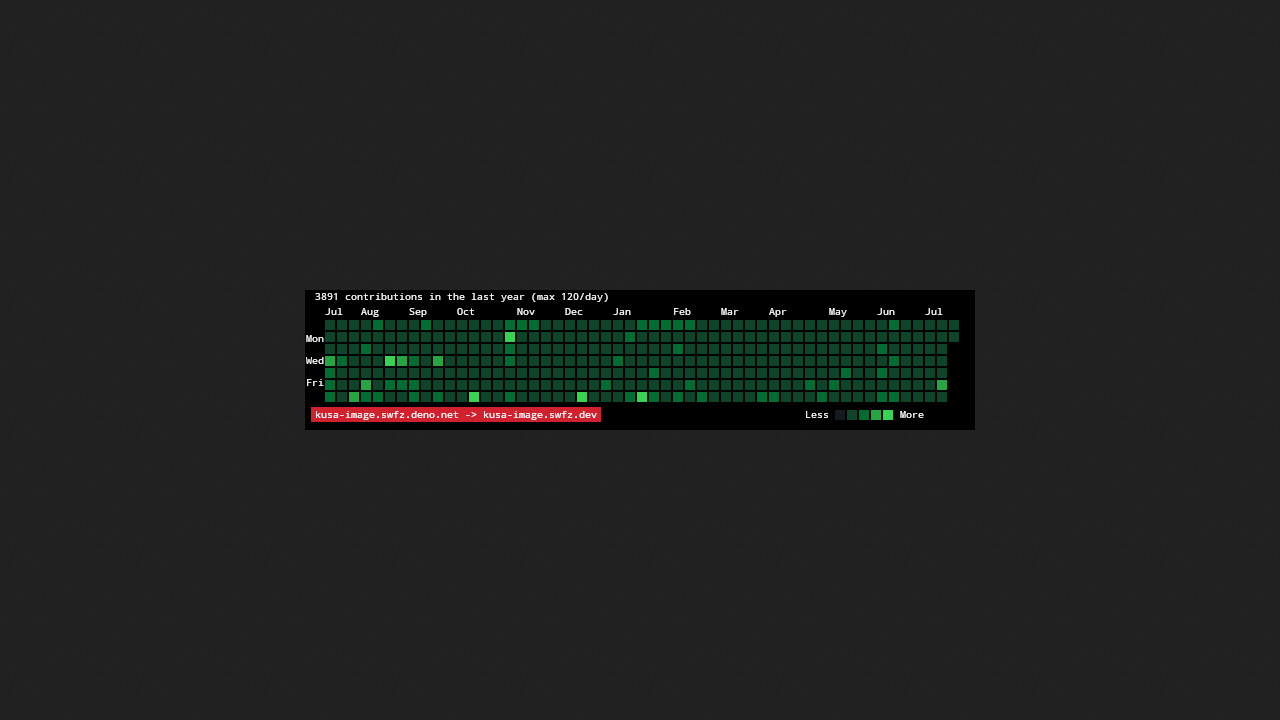 3891 contributions in the last year (max 120/day)
Jul Aug Sep Oct Nov Dec Jan Feb Mar Apr May Jun Jul
Mon
Wed
Fri
kusa-image.swfz.deno.net -> kusa-image.swfz.dev
Less More